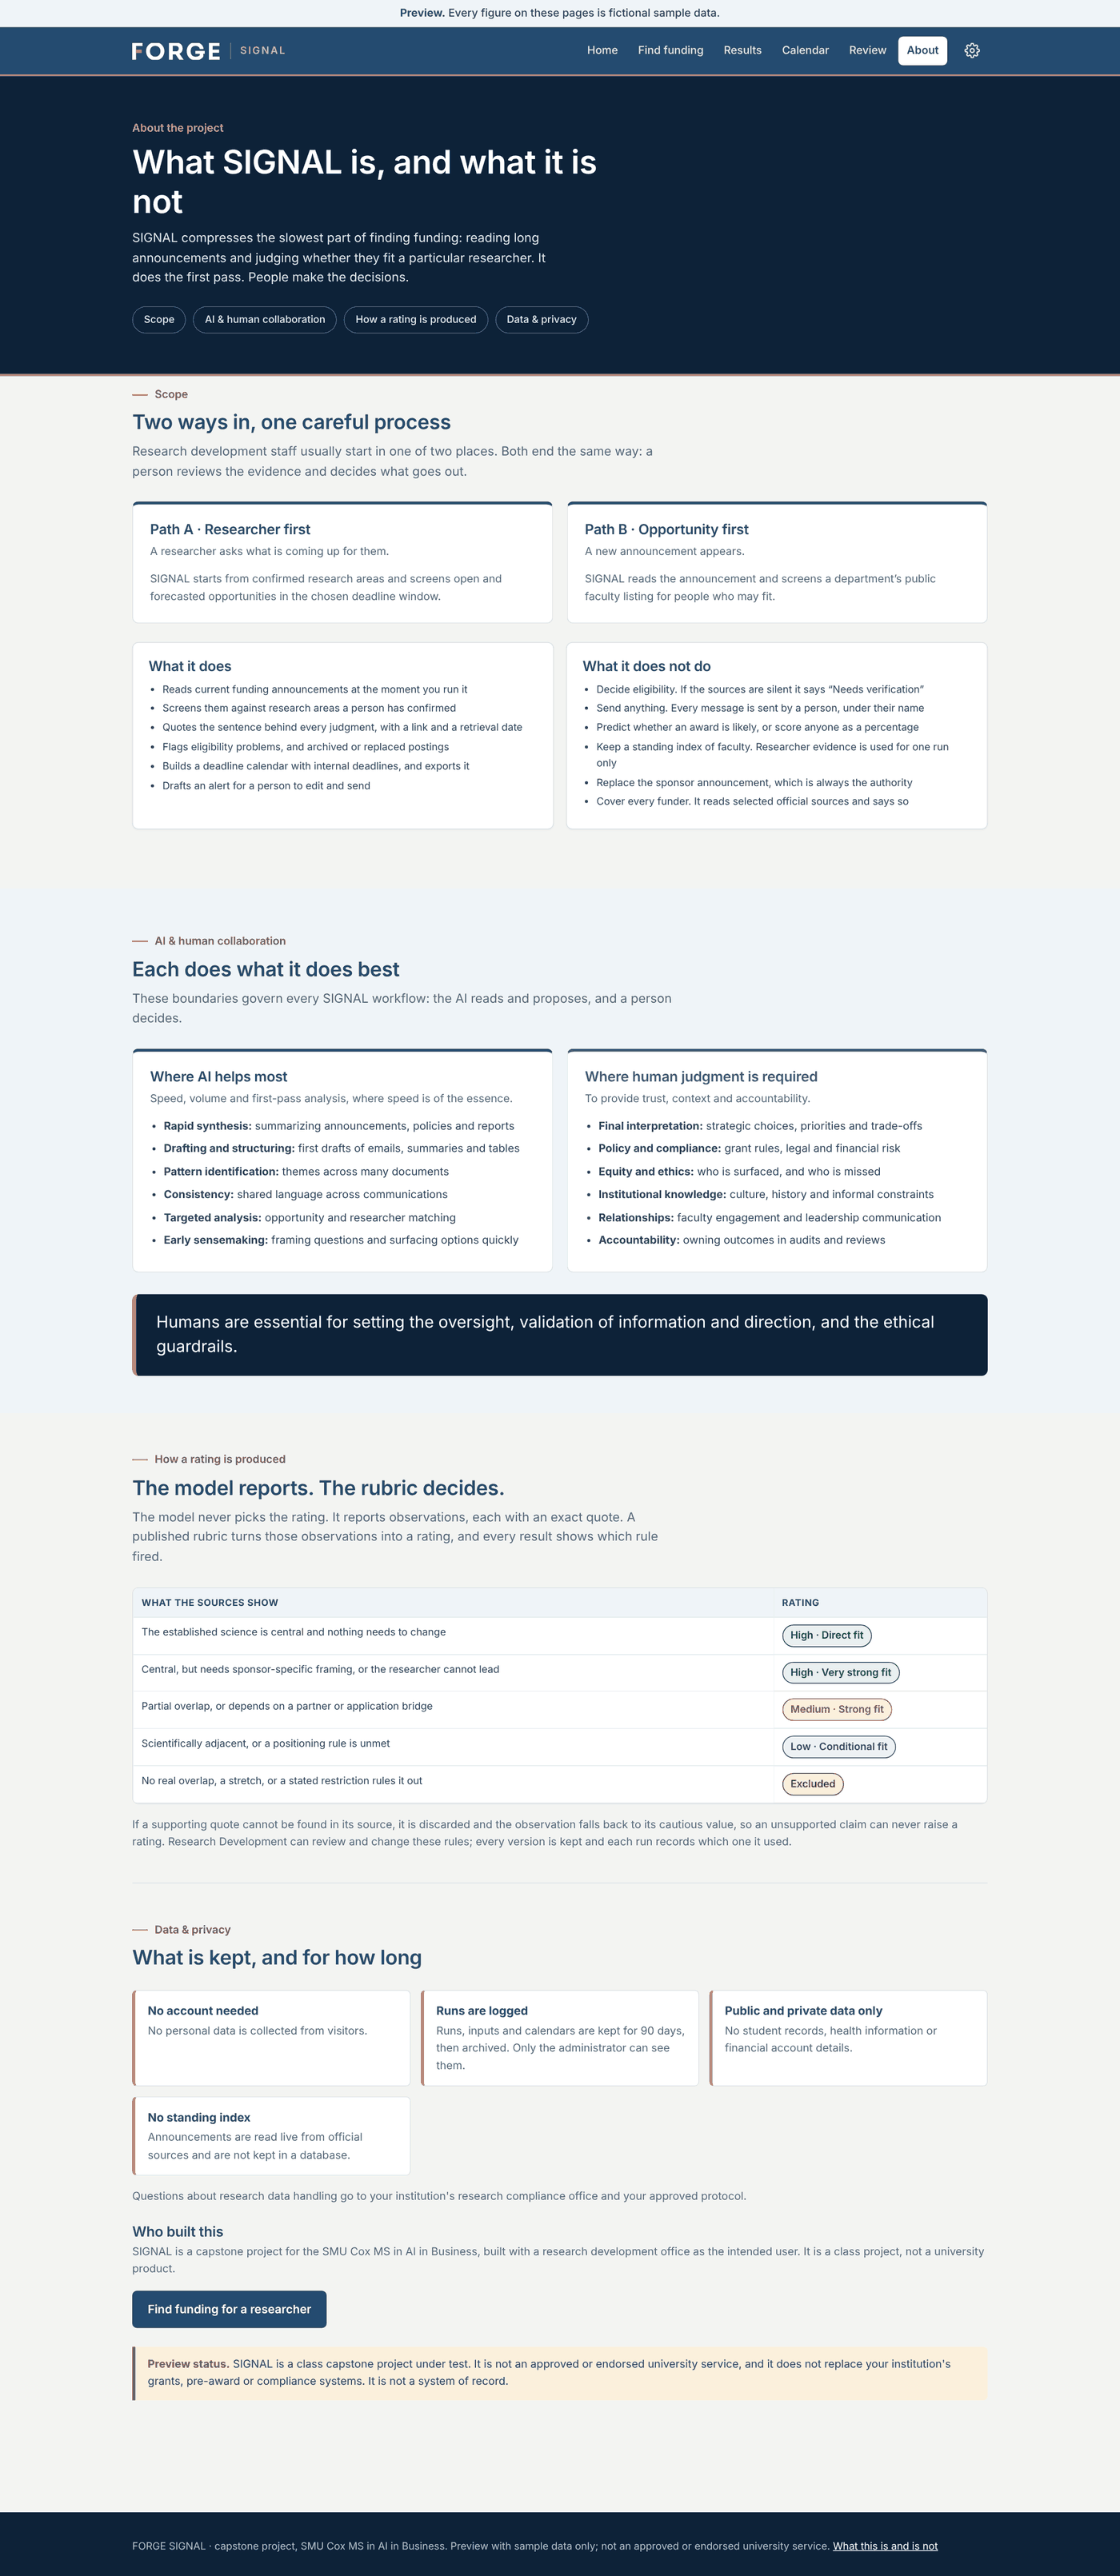 Preview. Every figure on these pages is fictional sample data.
FORGE | SIGNAL
Home
Find funding
Results
Calendar
Review
About
About the project
What SIGNAL is, and what it is
not
SIGNAL compresses the slowest part of finding funding: reading long
announcements and judging whether they fit a particular researcher. It
does the first pass. People make the decisions.
Scope
AI & human collaboration
How a rating is produced
Data & privacy
Scope
Two ways in, one careful process
Research development staff usually start in one of two places. Both end the same way: a
person reviews the evidence and decides what goes out.
Path A · Researcher first
A researcher asks what is coming up for them.
SIGNAL starts from confirmed research areas and screens open and
forecasted opportunities in the chosen deadline window.
Path B · Opportunity first
A new announcement appears.
SIGNAL reads the announcement and screens a department's public
faculty listing for people who may fit.
What it does
• Reads current funding announcements at the moment you run it
• Screens them against research areas a person has confirmed
• Quotes the sentence behind every judgment, with a link and a retrieval date
• Flags eligibility problems, and archived or replaced postings
• Builds a deadline calendar with internal deadlines, and exports it
• Drafts an alert for a person to edit and send
What it does not do
• Decide eligibility. If the sources are silent it says “Needs verification”
• Send anything. Every message is sent by a person, under their name
• Predict whether an award is likely, or score anyone as a percentage
• Keep a standing index of faculty. Researcher evidence is used for one run
only
• Replace the sponsor announcement, which is always the authority
• Cover every funder. It reads selected official sources and says so
AI & human collaboration
Each does what it does best
These boundaries govern every SIGNAL workflow: the AI reads and proposes, and a person
decides.
Where AI helps most
Speed, volume and first-pass analysis, where speed is of the essence.
• Rapid synthesis: summarizing announcements, policies and reports
• Drafting and structuring: first drafts of emails, summaries and tables
• Pattern identification: themes across many documents
• Consistency: shared language across communications
• Targeted analysis: opportunity and researcher matching
• Early sensemaking: framing questions and surfacing options quickly
Where human judgment is required
To provide trust, context and accountability.
• Final interpretation: strategic choices, priorities and trade-offs
• Policy and compliance: grant rules, legal and financial risk
• Equity and ethics: who is surfaced, and who is missed
• Institutional knowledge: culture, history and informal constraints
• Relationships: faculty engagement and leadership communication
• Accountability: owning outcomes in audits and reviews
Humans are essential for setting the oversight, validation of information and direction, and the ethical
guardrails.
How a rating is produced
The model reports. The rubric decides.
The model never picks the rating. It reports observations, each with an exact quote. A
published rubric turns those observations into a rating, and every result shows which rule
fired.
WHAT THE SOURCES SHOW
RATING
The established science is central and nothing needs to change
High · Direct fit
Central, but needs sponsor-specific framing, or the researcher cannot lead
High · Very strong fit
Partial overlap, or depends on a partner or application bridge
Medium · Strong fit
Scientifically adjacent, or a positioning rule is unmet
Low · Conditional fit
No real overlap, a stretch, or a stated restriction rules it out
Excluded
If a supporting quote cannot be found in its source, it is discarded and the observation falls back to its cautious value, so an unsupported claim can never raise a
rating. Research Development can review and change these rules; every version is kept and each run records which one it used.
Data & privacy
What is kept, and for how long
No account needed
No personal data is collected from visitors.
Runs are logged
Runs, inputs and calendars are kept for 90 days,
then archived. Only the administrator can see
them.
Public and private data only
No student records, health information or
financial account details.
No standing index
Announcements are read live from official
sources and are not kept in a database.
Questions about research data handling go to your institution's research compliance office and your approved protocol.
Who built this
SIGNAL is a capstone project for the SMU Cox MS in AI in Business, built with a research development office as the intended user. It is a class project, not a university
product.
Find funding for a researcher
Preview status. SIGNAL is a class capstone project under test. It is not an approved or endorsed university service, and it does not replace your institution's
grants, pre-award or compliance systems. It is not a system of record.
FORGE SIGNAL · capstone project, SMU Cox MS in AI in Business. Preview with sample data only; not an approved or endorsed university service. What this is and is not